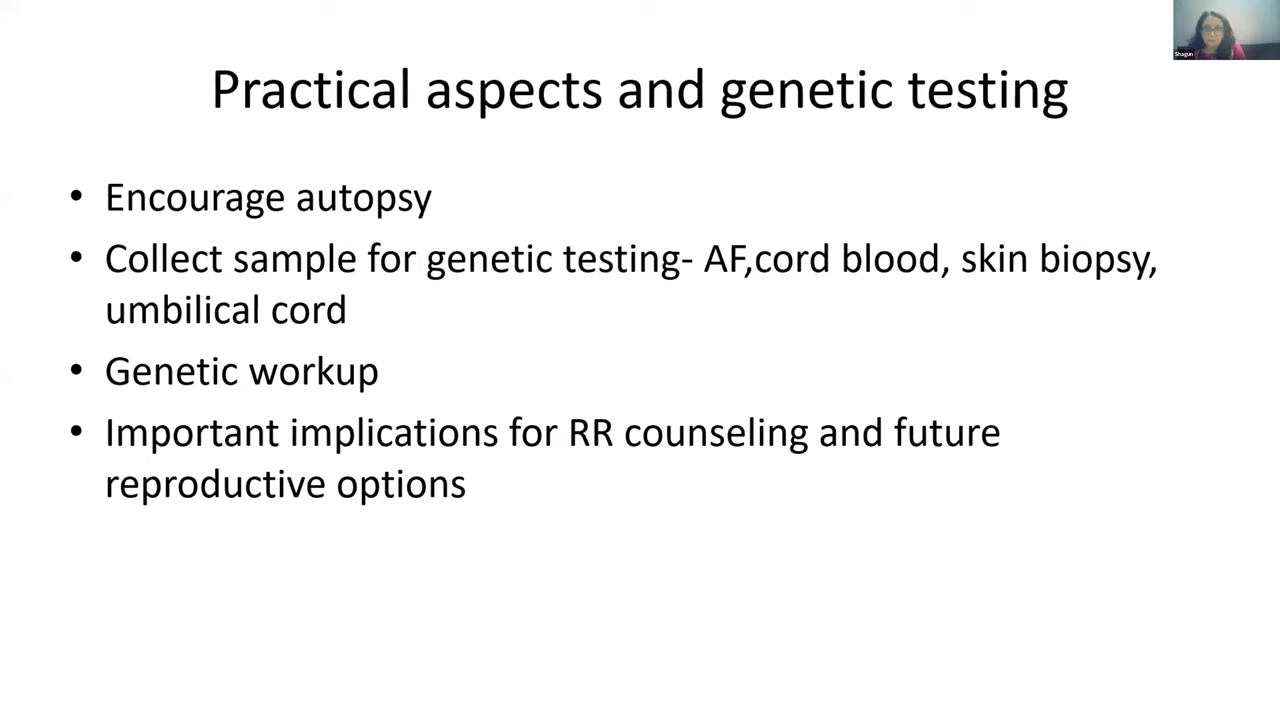 Shagun
Practical aspects and genetic testing
• Encourage autopsy
• Collect sample for genetic testing- AF,cord blood, skin biopsy,
umbilical cord
• Genetic workup
• Important implications for RR counseling and future
reproductive options